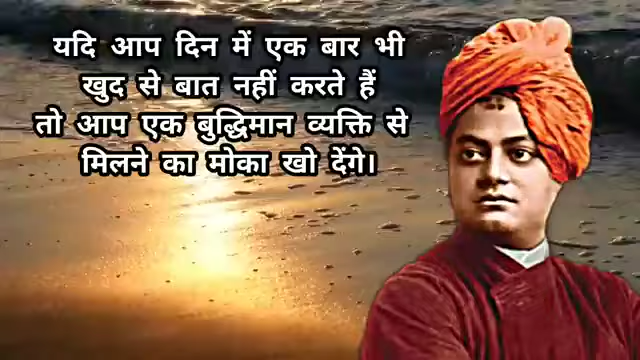 यदि आप दिन में एक बार भी
खुद से बात नहीं करते हैं
तो आप एक बुद्धिमान व्यक्ति से
मिलने का मोका खो देंगे।